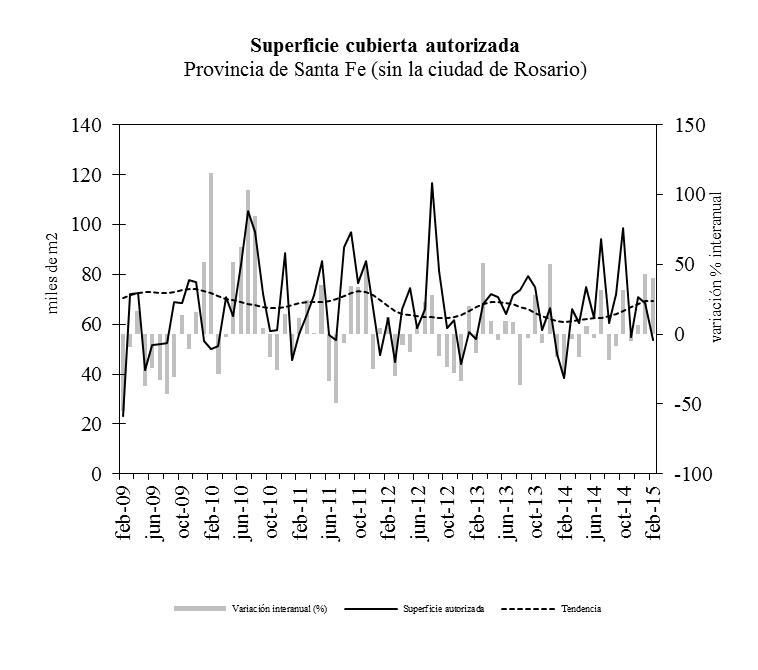 Superficie cubierta autorizada
Provincia de Santa Fe (sin la ciudad de Rosario)
miles de m2
140
120
100
80
60
40
20
0
150
100
50
0
-50
-100
variación % interanual
feb-09
jun-09
oct-09
feb-10
jun-10
oct-10
feb-11
jun-11
oct-11
feb-12
jun-12
oct-12
feb-13
jun-13
oct-13
feb-14
jun-14
oct-14
feb-15
Variación interanual (%) Superficie autorizada Tendencia